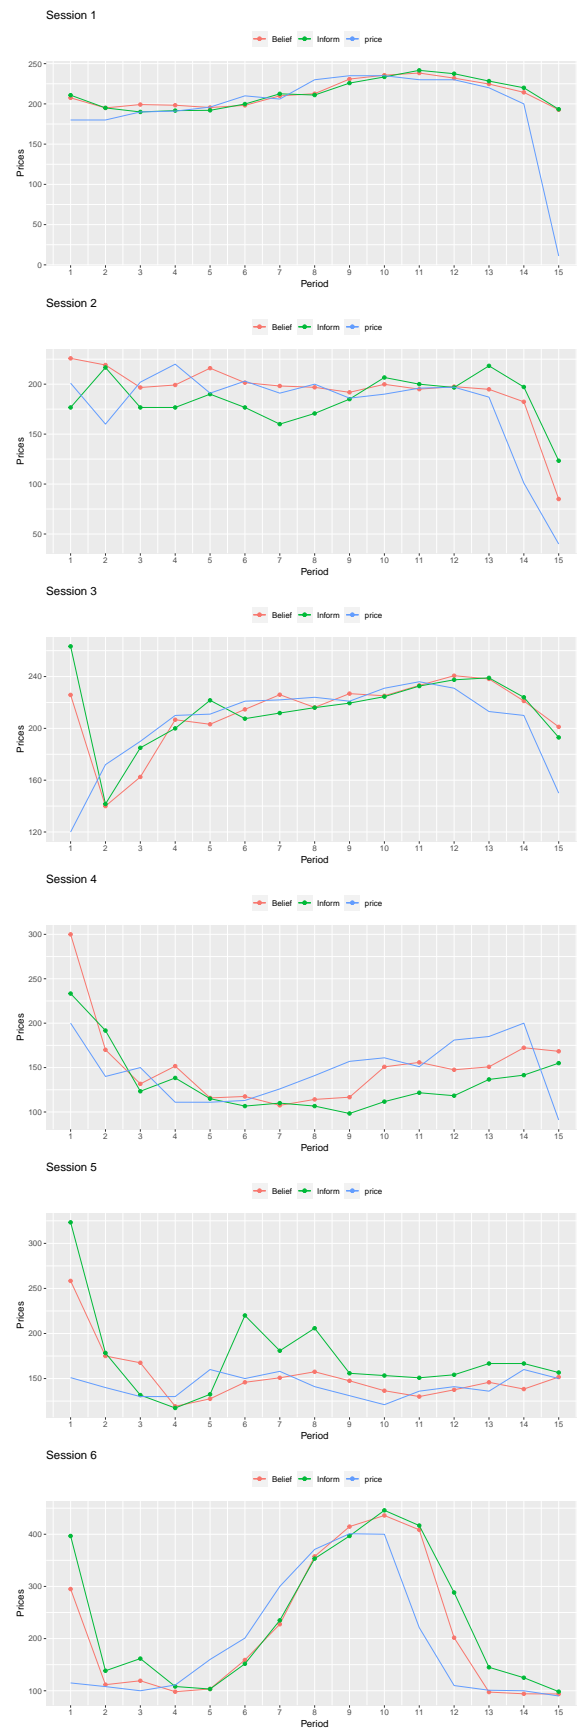 Session 1
Belief Inform price
Prices
250
200
150
100
50
0
1 2 3 4 5 6 7 8 9 10 11 12 13 14 15
Period
Session 2
Belief Inform price
Prices
200
150
100
50
1 2 3 4 5 6 7 8 9 10 11 12 13 14 15
Period
Session 3
Belief Inform price
Prices
240
200
160
120
1 2 3 4 5 6 7 8 9 10 11 12 13 14 15
Period
Session 4
Belief Inform price
Prices
300
250
200
150
100
1 2 3 4 5 6 7 8 9 10 11 12 13 14 15
Period
Session 5
Belief Inform price
Prices
300
250
200
150
1 2 3 4 5 6 7 8 9 10 11 12 13 14 15
Period
Session 6
Belief Inform price
Prices
400
300
200
100
1 2 3 4 5 6 7 8 9 10 11 12 13 14 15
Period